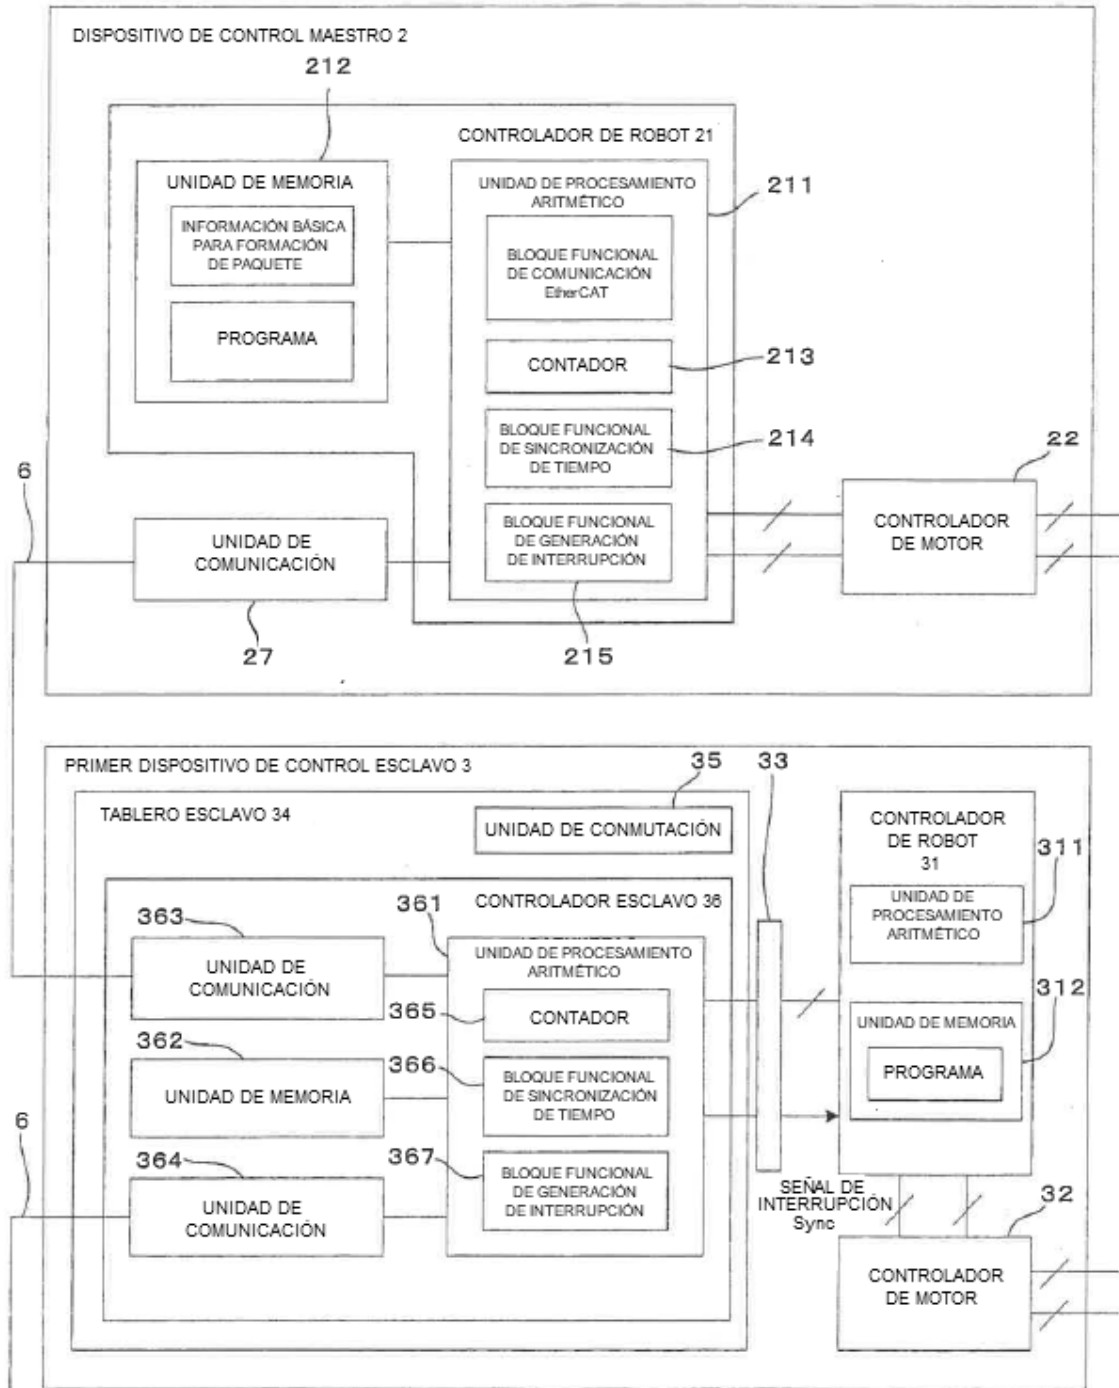 DISPOSITIVO DE CONTROL MAESTRO 2
212
CONTROLADOR DE ROBOT 21
UNIDAD DE MEMORIA
INFORMACIÓN BÁSICA
PARA FORMACIÓN
DE PAQUETE
PROGRAMA
UNIDAD DE PROCESAMIENTO
ARITMÉTICO
211
BLOQUE FUNCIONAL
DE COMUNICACIÓN
EtherCAT
CONTADOR
213
BLOQUE FUNCIONAL
DE SINCRONIZACIÓN
DE TIEMPO
214
BLOQUE FUNCIONAL
DE GENERACIÓN
DE INTERRUPCIÓN
215
22
CONTROLADOR
DE MOTOR
6
UNIDAD DE
COMUNICACIÓN
27
PRIMER DISPOSITIVO DE CONTROL ESCLAVO 3
TABLERO ESCLAVO 34
35
UNIDAD DE CONMUTACIÓN
33
CONTROLADOR
DE ROBOT
31
311
UNIDAD DE
PROCESAMIENTO
ARITMÉTICO
312
UNIDAD DE MEMORIA
PROGRAMA
CONTROLADOR ESCLAVO 36
363
UNIDAD DE
COMUNICACIÓN
361
UNIDAD DE PROCESAMIENTO
ARITMÉTICO
365
CONTADOR
362
UNIDAD DE MEMORIA
366
BLOQUE FUNCIONAL
DE SINCRONIZACIÓN
DE TIEMPO
364
UNIDAD DE
COMUNICACIÓN
367
BLOQUE FUNCIONAL
DE GENERACIÓN
DE INTERRUPCIÓN
6
SEÑAL DE
INTERRUPCIÓN
Sync
32
CONTROLADOR
DE MOTOR